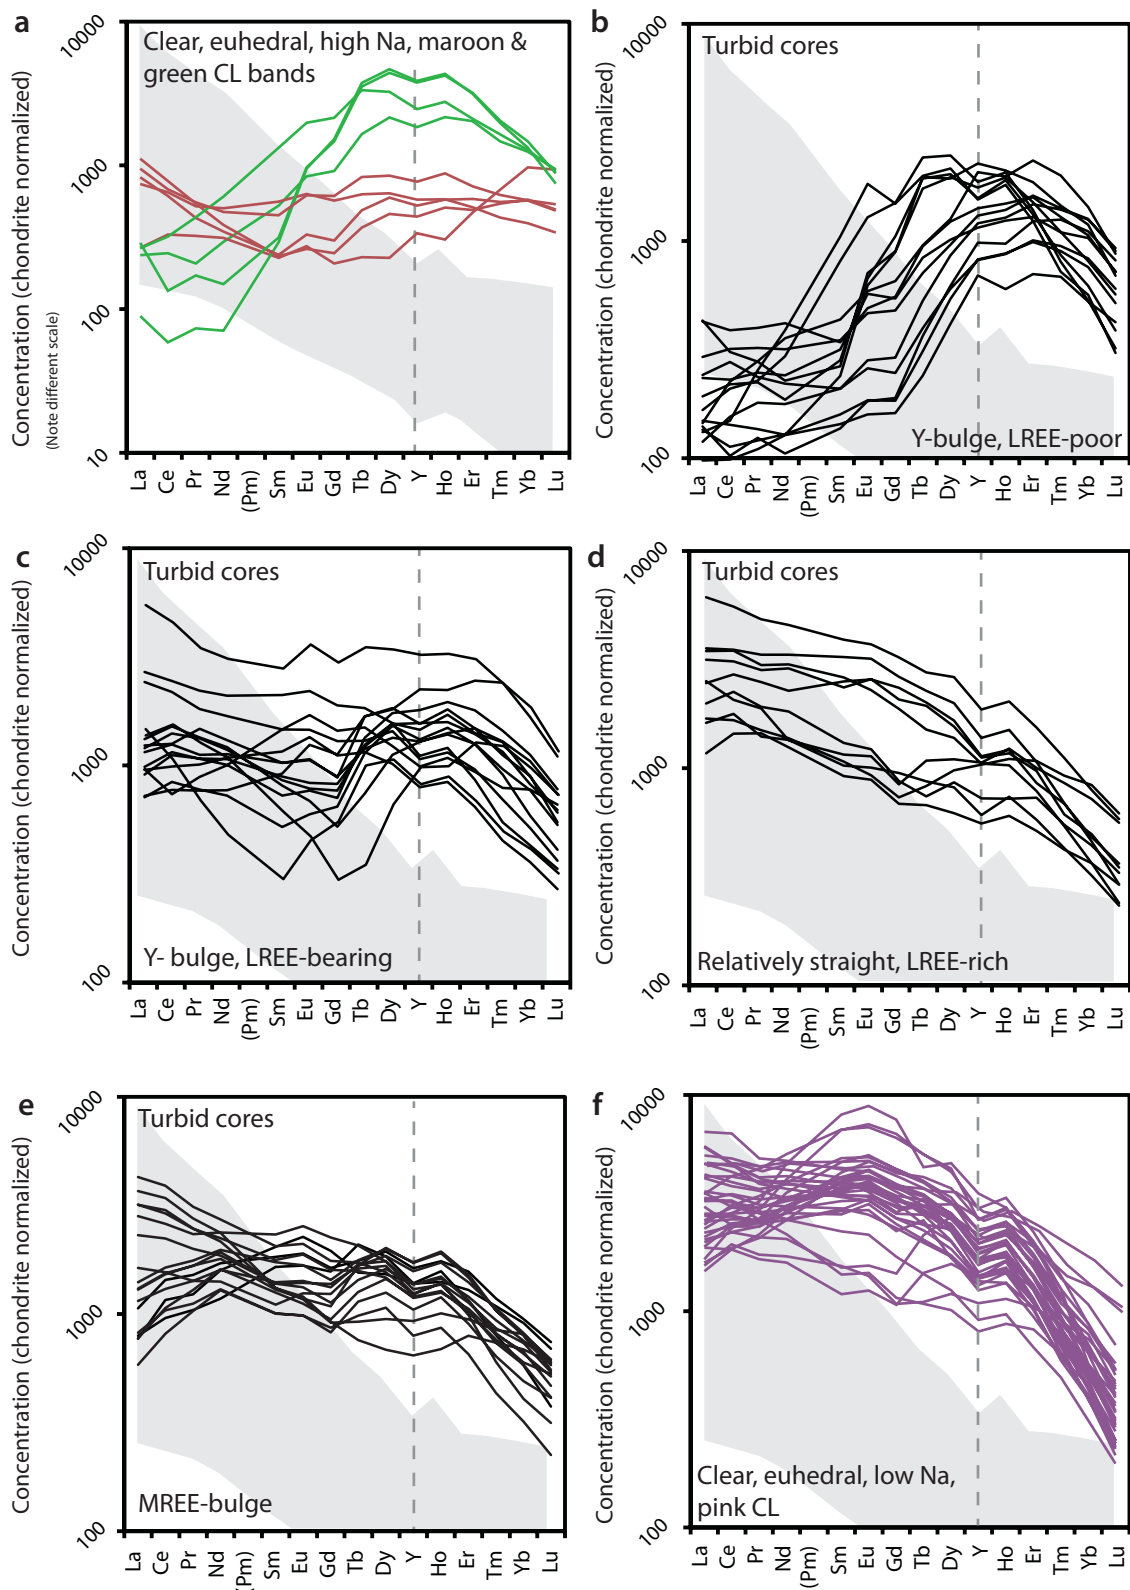 a
Clear, euhedral, high Na, maroon &
green CL bands
Concentration (chondrite normalized)
(Note different scale)
10000
1000
100
10
La
Ce
Pr
Nd
(Pm)
Sm
Eu
Gd
Tb
Dy
Y
Ho
Er
Tm
Yb
Lu
b
Turbid cores
Y-bulge, LREE-poor
Concentration (chondrite normalized)
10000
1000
100
La
Ce
Pr
Nd
(Pm)
Sm
Eu
Gd
Tb
Dy
Y
Ho
Er
Tm
Yb
Lu
c
Turbid cores
Y- bulge, LREE-bearing
Concentration (chondrite normalized)
10000
1000
100
La
Ce
Pr
Nd
(Pm)
Sm
Eu
Gd
Tb
Dy
Y
Ho
Er
Tm
Yb
Lu
d
Turbid cores
Relatively straight, LREE-rich
Concentration (chondrite normalized)
10000
1000
100
La
Ce
Pr
Nd
(Pm)
Sm
Eu
Gd
Tb
Dy
Y
Ho
Er
Tm
Yb
Lu
e
Turbid cores
MREE-bulge
Concentration (chondrite normalized)
10000
1000
100
La
Ce
Pr
Nd
(Pm)
Sm
Eu
Gd
Tb
Dy
Y
Ho
Er
Tm
Yb
Lu
f
Clear, euhedral, low Na,
pink CL
Concentration (chondrite normalized)
10000
1000
100
La
Ce
Pr
Nd
(Pm)
Sm
Eu
Gd
Tb
Dy
Y
Ho
Er
Tm
Yb
Lu